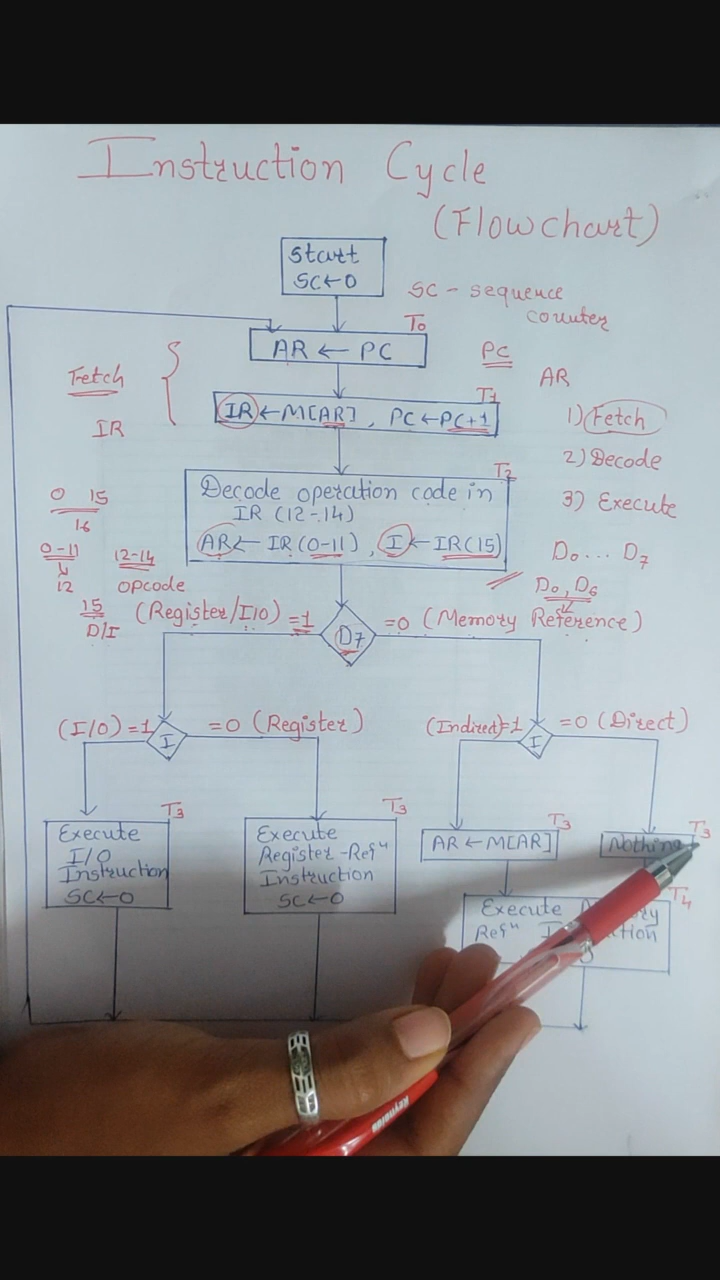 Instruction Cycle
(Flowchart)
Start
SC←0
SC - sequence
counter
T0
AR ← PC
PC
AR
Fetch
IR
T1
IR ← M[AR] , PC ← PC+1
1) Fetch
2) Decode
3) Execute
T2
Decode operation code in
IR (12-14)
AR ← IR(0-11) , I ← IR(15)
0 15
16
0-11
12
12-14
opcode
15
D/I
D0 ... D7
D0, D6
(Register/I/O) =1
D7
=0 (Memory Reference)
(I/O) =1
I
=0 (Register)
(Indirect)=1
I
=0 (Direct)
T3
Execute
I/O
Instruction
SC←0
T3
Execute
Register-Refn
Instruction
SC←0
T3
AR ← M[AR]
T3
Nothing
T4
Execute
Refn
Reynolds